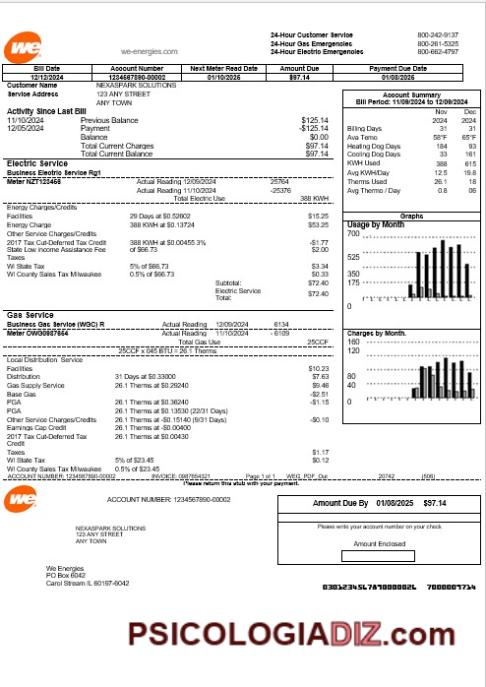 we
we-energies.com
24-Hour Customer Service 800-242-9137
24-Hour Gas Emergencies 800-261-5325
24-Hour Electric Emergencies 800-662-4797
Bill Date Account Number Next Meter Read Date Amount Due Payment Due Date
12/12/2024 1234567890-00002 01/10/2025 $97.14 01/08/2025
Customer Name NEXASPARK SOLUTIONS
Service Address 123 ANY STREET
ANY TOWN
Activity Since Last Bill
11/10/2024 Previous Balance $125.14
12/05/2024 Payment -$125.14
Balance $0.00
Total Current Charges $97.14
Total Current Balance $97.14
Electric Service
Business Electric Service Rg1
Meter NZT123456 Actual Reading 12/09/2024 25764
Actual Reading 11/10/2024 -25376
Total Electric Use 388 KWH
Energy Charges/Credits
Facilities 29 Days at $0.52602 $15.25
Energy Charge 388 KWH at $0.13724 $53.25
Other Service Charges/Credits
2017 Tax Cut-Deferred Tax Credit 388 KWH at $0.00455 3% -$1.77
State Low Income Assistance Fee of $66.73 $2.00
Taxes
WI State Tax 5% of $66.73 $3.34
WI County Sales Tax Milwaukee 0.5% of $66.73 $0.33
Subtotal: $72.40
Electric Service
Total: $72.40
Gas Service
Business Gas Service (WGC) R Actual Reading 12/09/2024 6134
Meter OWG0987654 Actual Reading 11/10/2024 - 6109
Total Gas Use 25CCF
25CCF x 045 BTU = 26.1 Therms
Local Distribution Service
Facilities $10.23
Distribution 31 Days at $0.33000 $7.63
Gas Supply Service 26.1 Therms at $0.29240 $9.46
Base Gas -$2.51
PGA 26.1 Therms at $0.36240 -$1.15
PGA 26.1 Therms at $0.13530 (22/31 Days)
Other Service Charges/Credits 26.1 Therms at -$0.15140 (9/31 Days) -$0.10
Earnings Cap Credit 26.1 Therms at -$0.00400
2017 Tax Cut-Deferred Tax 26.1 Therms at $0.00430
Credit
Taxes $1.17
WI State Tax 5% of $23.45 $0.12
WI County Sales Tax Milwaukee 0.5% of $23.45
ACCOUNT NUMBER: 1234567890-00002 INVOICE: 0987654321 Page 1 of 1 WEG_PDF_Out 20742 (506)
Please return this stub with your payment.
Account Summary
Bill Period: 11/09/2024 to 12/09/2024
Nov Dec
2024 2024
Billing Days 31 31
Ave Temo 58°F 65°F
Heating Dog Days 184 93
Cooling Dog Days 33 161
KWH Used 388 615
Avg KWH/Day 12.5 19.8
Therms Used 26.1 18
Avg Therms / Day 0.8 06
Graphs
Usage by Month
700
525
350
175
0
Charges by Month.
160
120
80
40
0
we
ACCOUNT NUMBER: 1234567890-00002
Amount Due By 01/08/2025 $97.14
Please write your account number on your check
Amount Enclosed
NEXASPARK SOLUTIONS
123 ANY STREET
ANY TOWN
We Energies
PO Box 6042
Carol Stream IL 60197-6042
PSICOLOGIADIZ.com